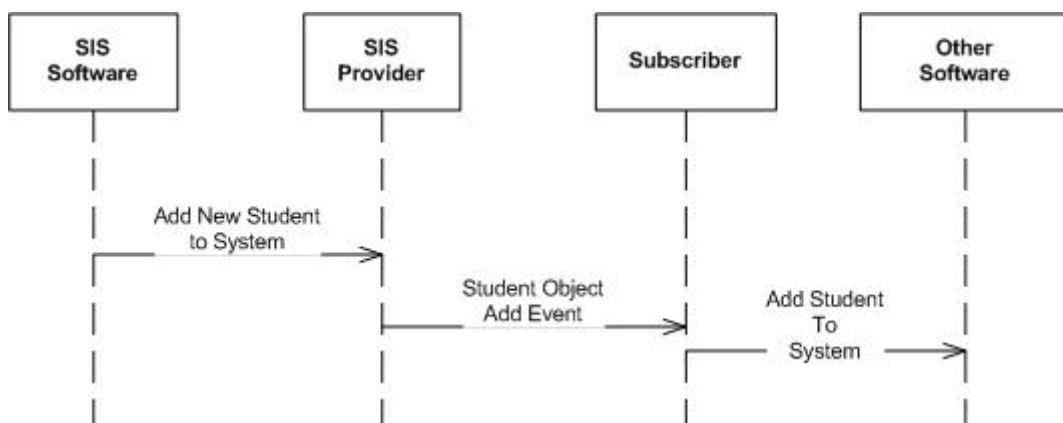 SIS
Software
SIS
Provider
Subscriber
Other
Software
Add New Student
to System
Student Object
Add Event
Add Student
To
System